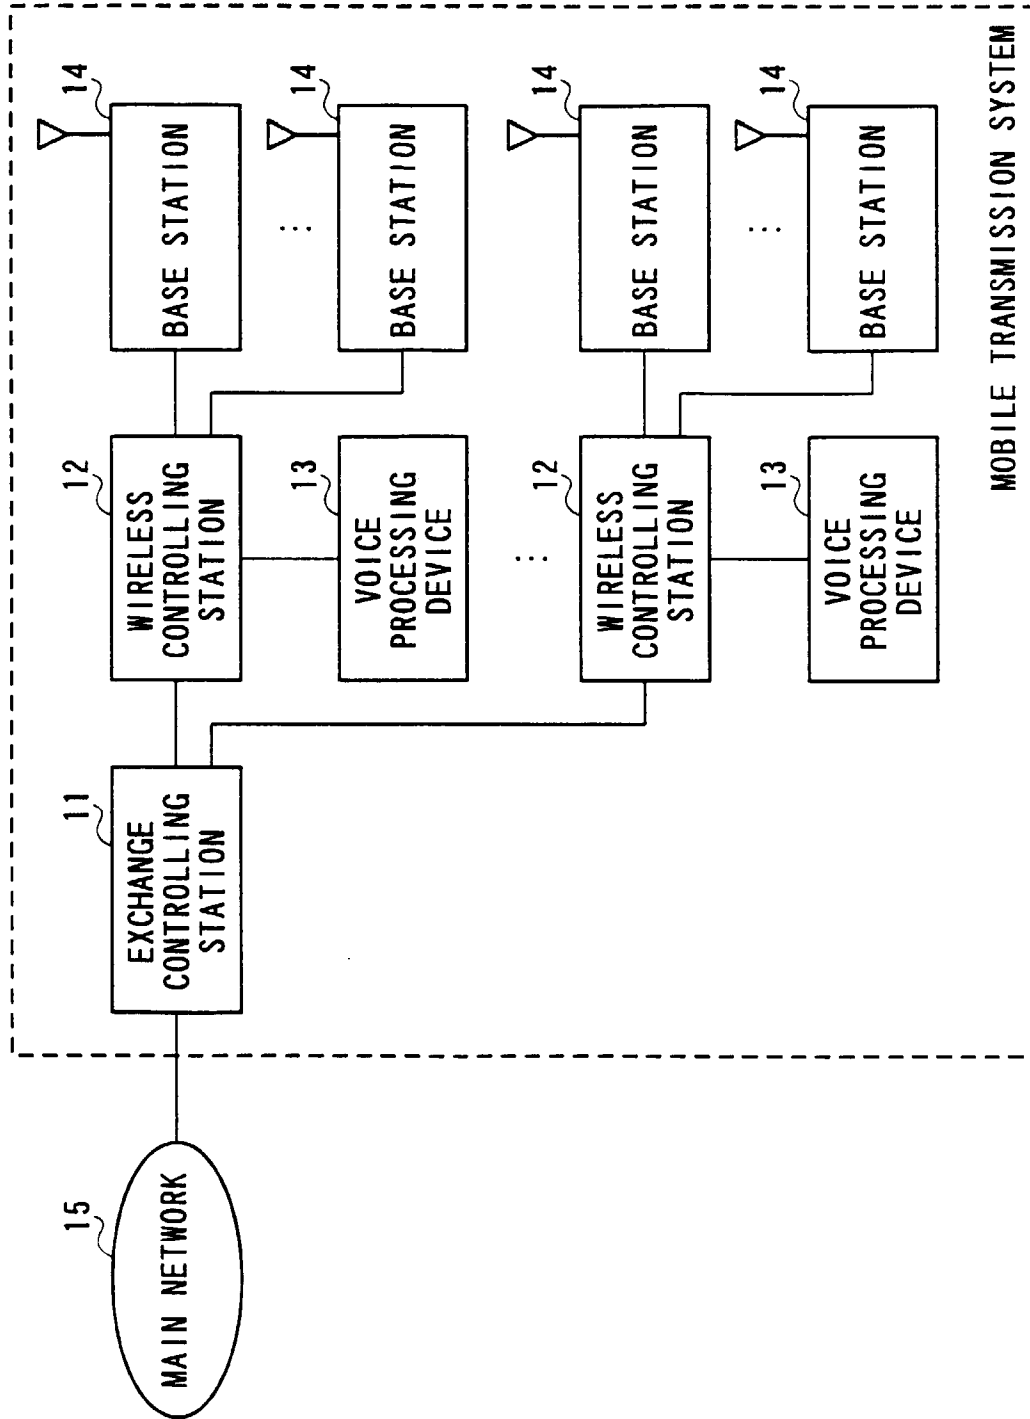 15
MAIN NETWORK
11
EXCHANGE
CONTROLLING
STATION
12
WIRELESS
CONTROLLING
STATION
14
BASE STATION
13
VOICE
PROCESSING
DEVICE
...
14
BASE STATION
...
12
WIRELESS
CONTROLLING
STATION
14
BASE STATION
13
VOICE
PROCESSING
DEVICE
...
14
BASE STATION
MOBILE TRANSMISSION SYSTEM